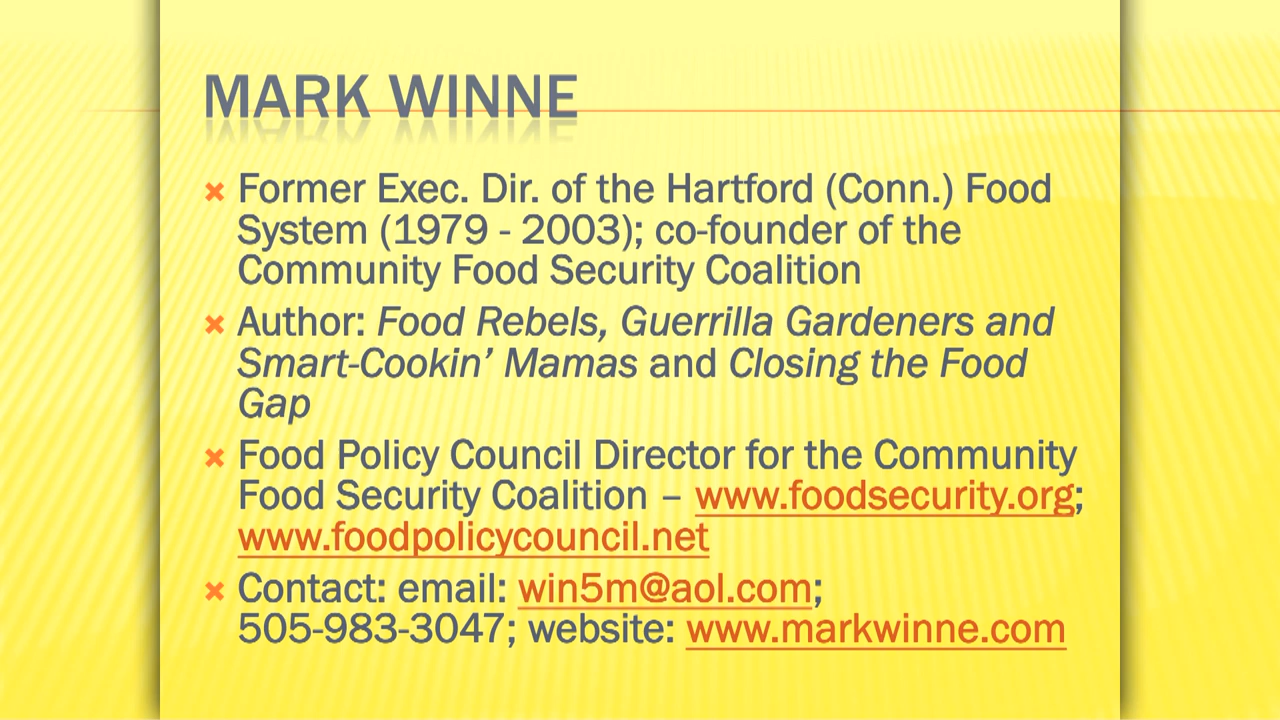 MARK WINNE
Former Exec. Dir. of the Hartford (Conn.) Food
System (1979 - 2003); co-founder of the
Community Food Security Coalition
Author: Food Rebels, Guerrilla Gardeners and
Smart-Cookin’ Mamas and Closing the Food
Gap
Food Policy Council Director for the Community
Food Security Coalition – www.foodsecurity.org;
www.foodpolicycouncil.net
Contact: email: win5m@aol.com;
505-983-3047; website: www.markwinne.com